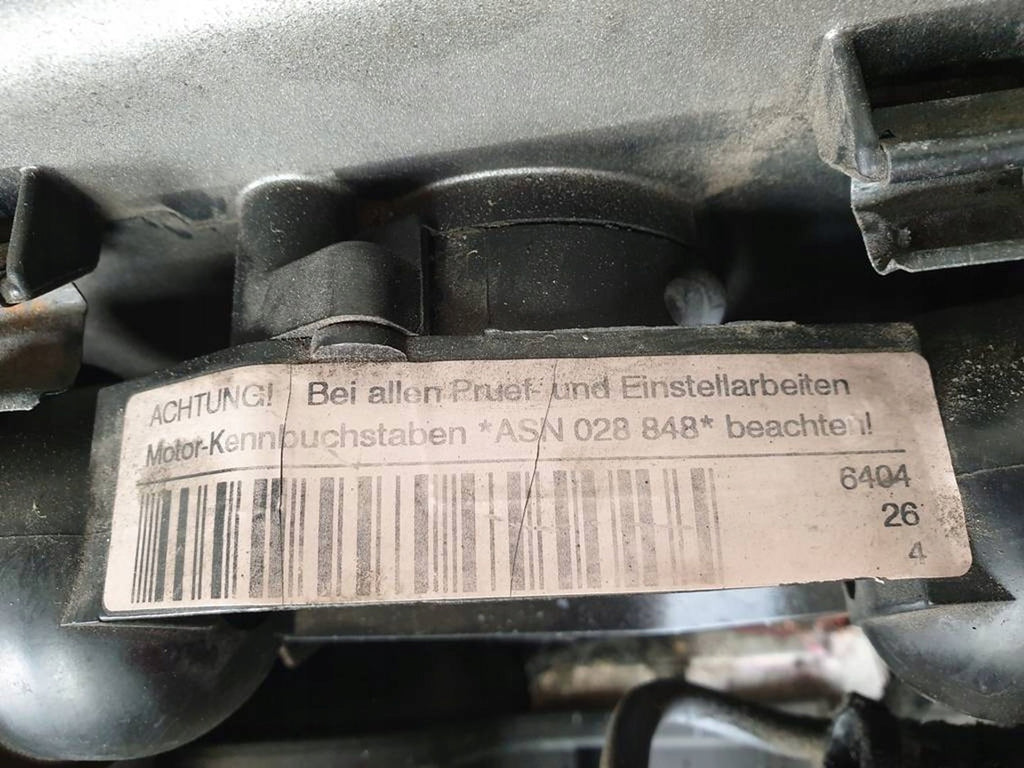 ACHTUNG! Bei allen Pruef- und Einstellarbeiten
Motor-Kennbuchstaben *ASN 028 848* beachten!
6404
26
4